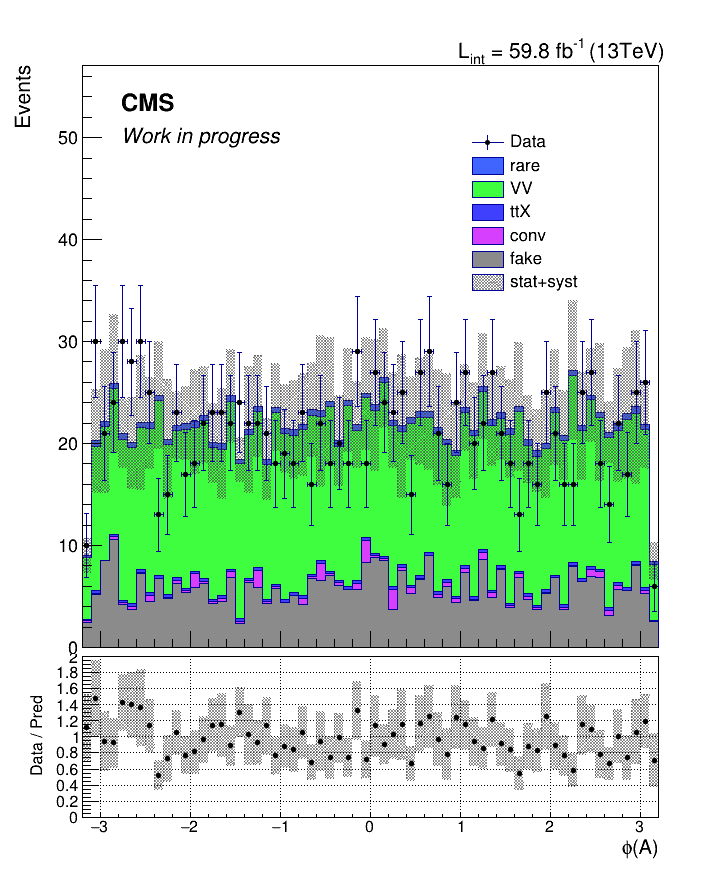 L_int = 59.8 fb^-1 (13TeV)
Events
CMS
Work in progress
Data
rare
VV
ttX
conv
fake
stat+syst
50
40
30
20
10
0
Data / Pred
2
1.8
1.6
1.4
1.2
1
0.8
0.6
0.4
0.2
0
−3 −2 −1 0 1 2 3
ϕ(A)